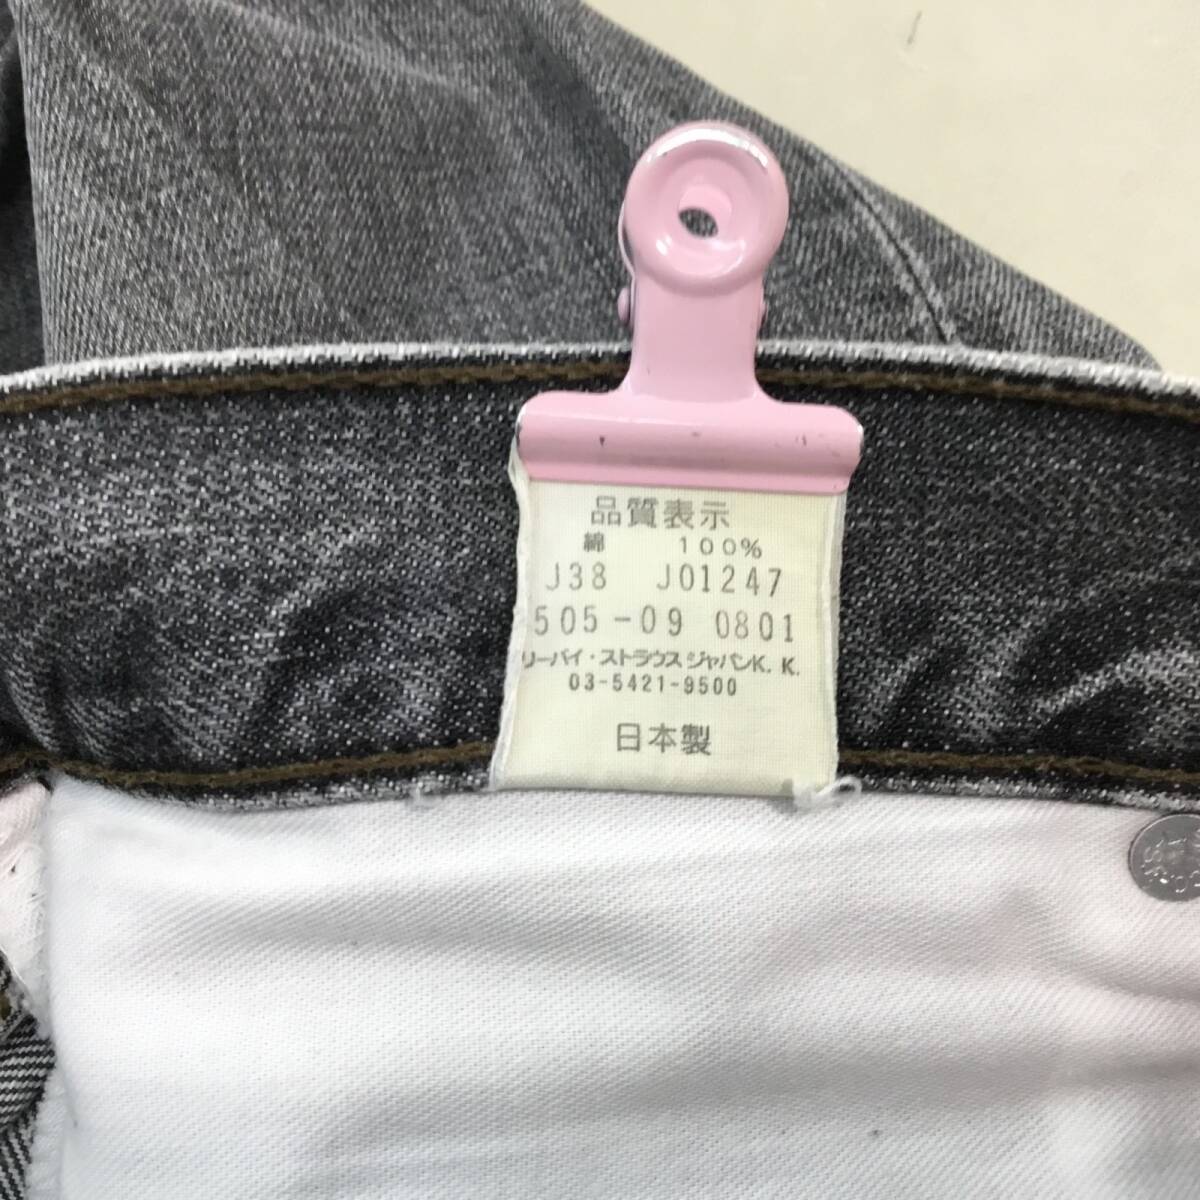 品質表示
綿 100%
J38 J01247
505-09 0801
リーバイ・ストラウス ジャパンK. K.
03-5421-9500
日本製